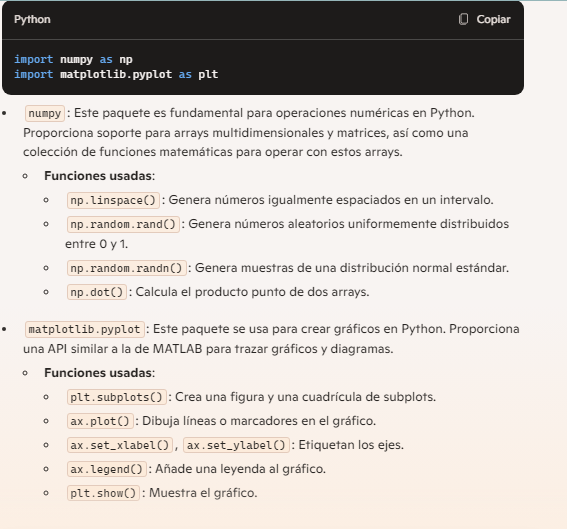 Python
Copiar
import numpy as np
import matplotlib.pyplot as plt
numpy : Este paquete es fundamental para operaciones numéricas en Python.
Proporciona soporte para arrays multidimensionales y matrices, así como una
colección de funciones matemáticas para operar con estos arrays.
Funciones usadas:
np.linspace() : Genera números igualmente espaciados en un intervalo.
np.random.rand() : Genera números aleatorios uniformemente distribuidos
entre 0 y 1.
np.random.randn() : Genera muestras de una distribución normal estándar.
np.dot() : Calcula el producto punto de dos arrays.
matplotlib.pyplot : Este paquete se usa para crear gráficos en Python. Proporciona
una API similar a la de MATLAB para trazar gráficos y diagramas.
Funciones usadas:
plt.subplots() : Crea una figura y una cuadrícula de subplots.
ax.plot() : Dibuja líneas o marcadores en el gráfico.
ax.set_xlabel() , ax.set_ylabel() : Etiquetan los ejes.
ax.legend() : Añade una leyenda al gráfico.
plt.show() : Muestra el gráfico.